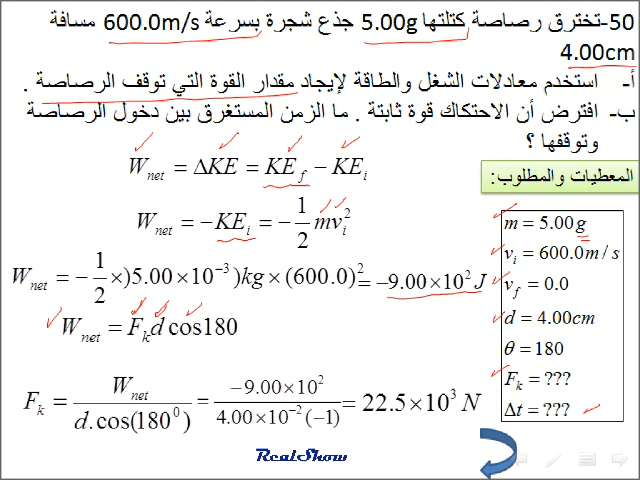 50-تخترق رصاصة كتلتها 5.00g جذع شجرة بسرعة 600.0m/s مسافة
4.00cm
أ- استخدم معادلات الشغل والطاقة لإيجاد مقدار القوة التي توقف الرصاصة .
ب- افترض أن الاحتكاك قوة ثابتة . ما الزمن المستغرق بين دخول الرصاصة
وتوقفها ؟
المعطيات والمطلوب:
W_net = ΔKE = KE_f − KE_i
W_net = −KE_i = −1/2 mv_i^2
W_net = −1/2 ×)5.00×10^−3)kg×(600.0)^2 = −9.00×10^2 J
W_net = F_k d cos180
F_k = W_net / d.cos(180^0) = −9.00×10^2 / 4.00×10^−2(−1) = 22.5×10^3 N
m = 5.00g
v_i = 600.0m/s
v_f = 0.0
d = 4.00cm
θ = 180
F_k = ???
Δt = ???
RealShow